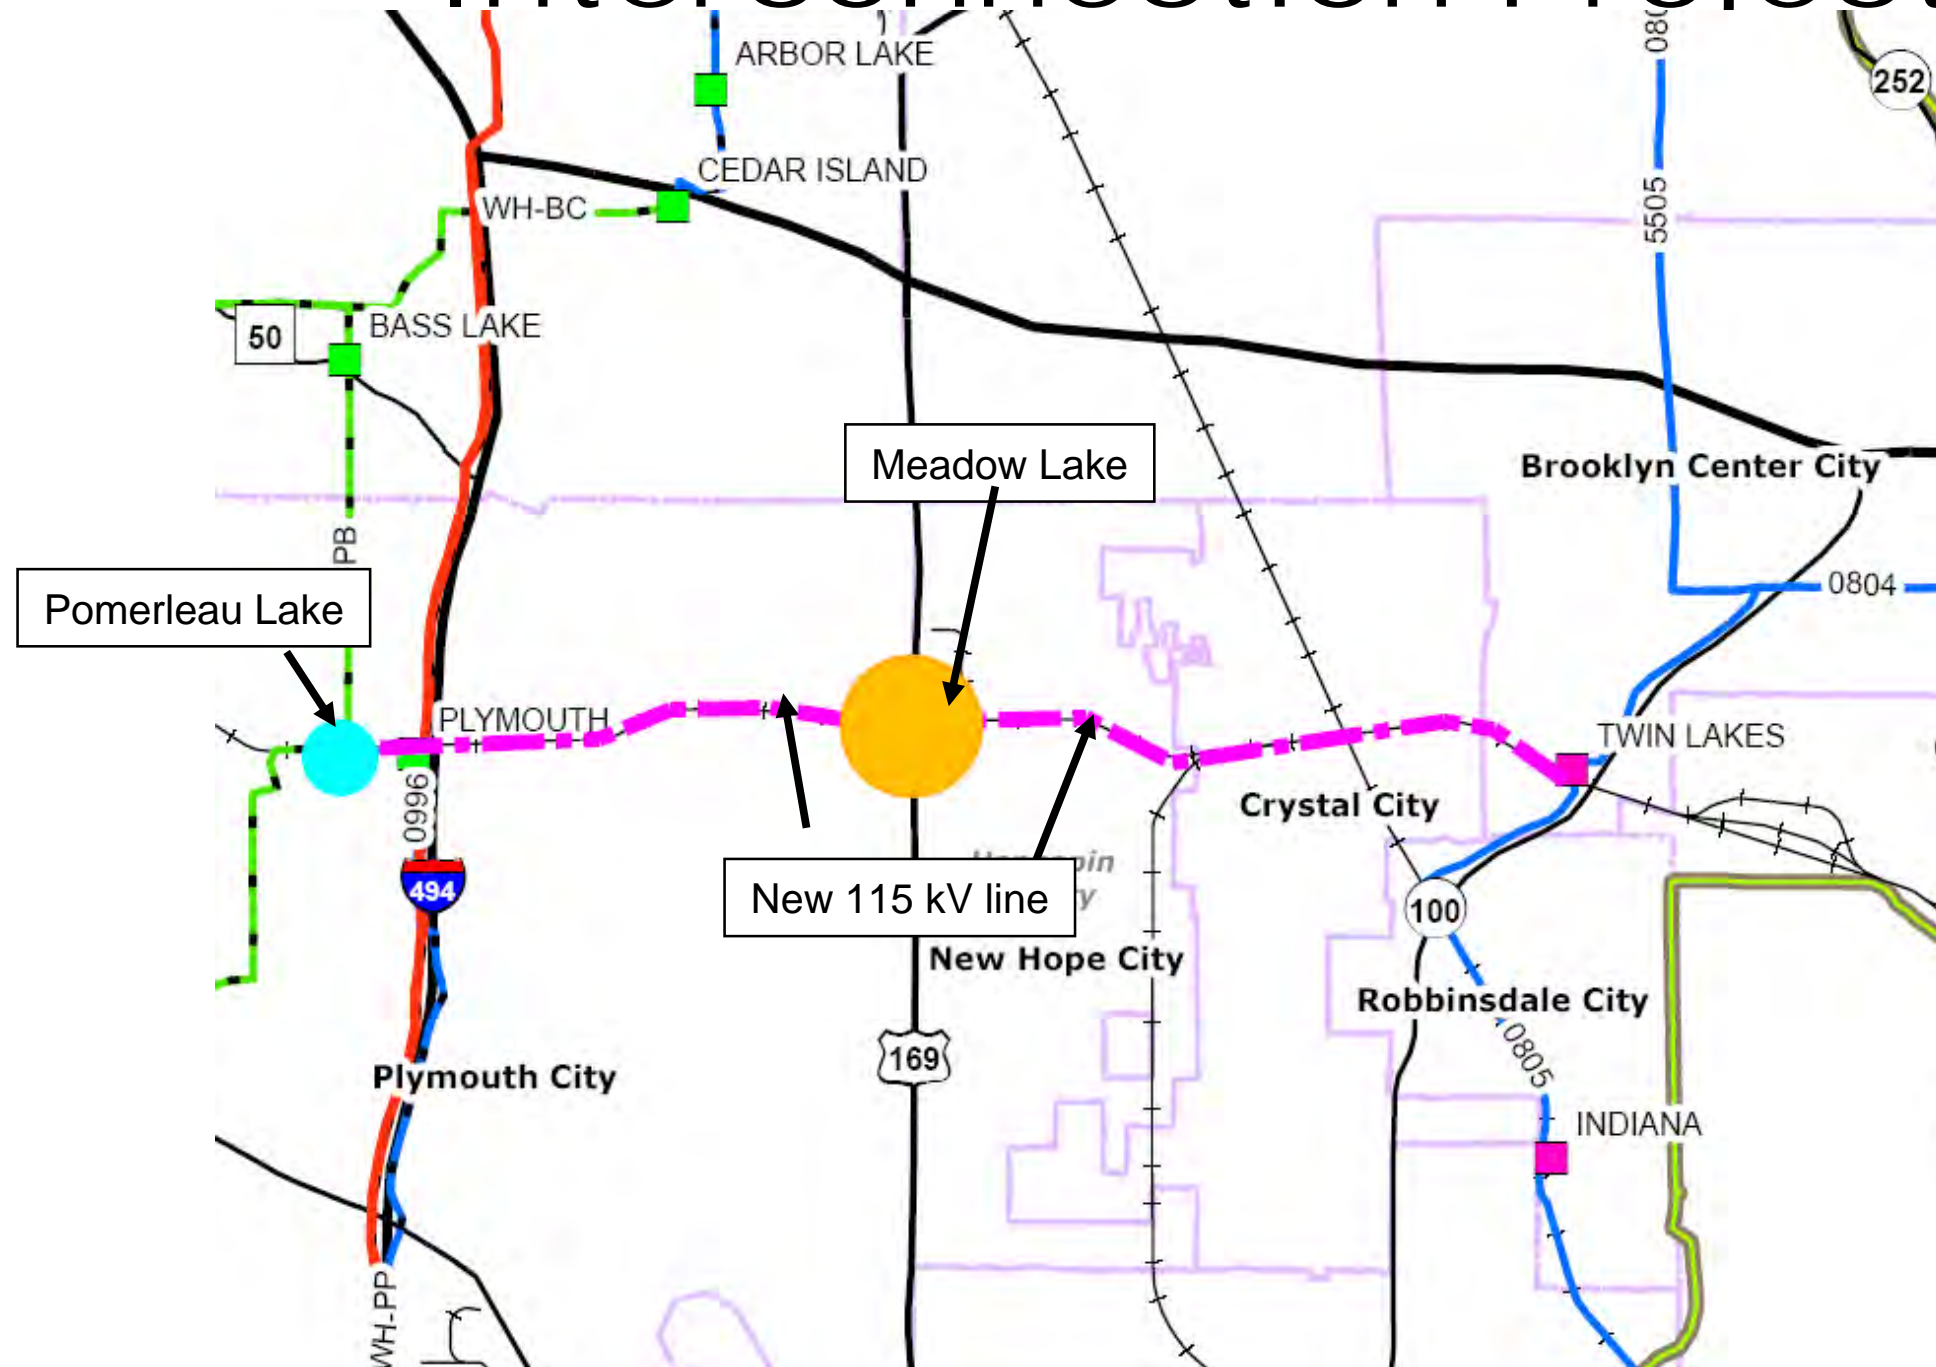 Interconnection Project
ARBOR LAKE
252
CEDAR ISLAND
WH-BC
5505
50
BASS LAKE
Meadow Lake
Brooklyn Center City
PB
0804
Pomerleau Lake
PLYMOUTH
TWIN LAKES
0996
Crystal City
494
New 115 kV line
100
New Hope City
Robbinsdale City
169
0805
Plymouth City
INDIANA
WH-PP